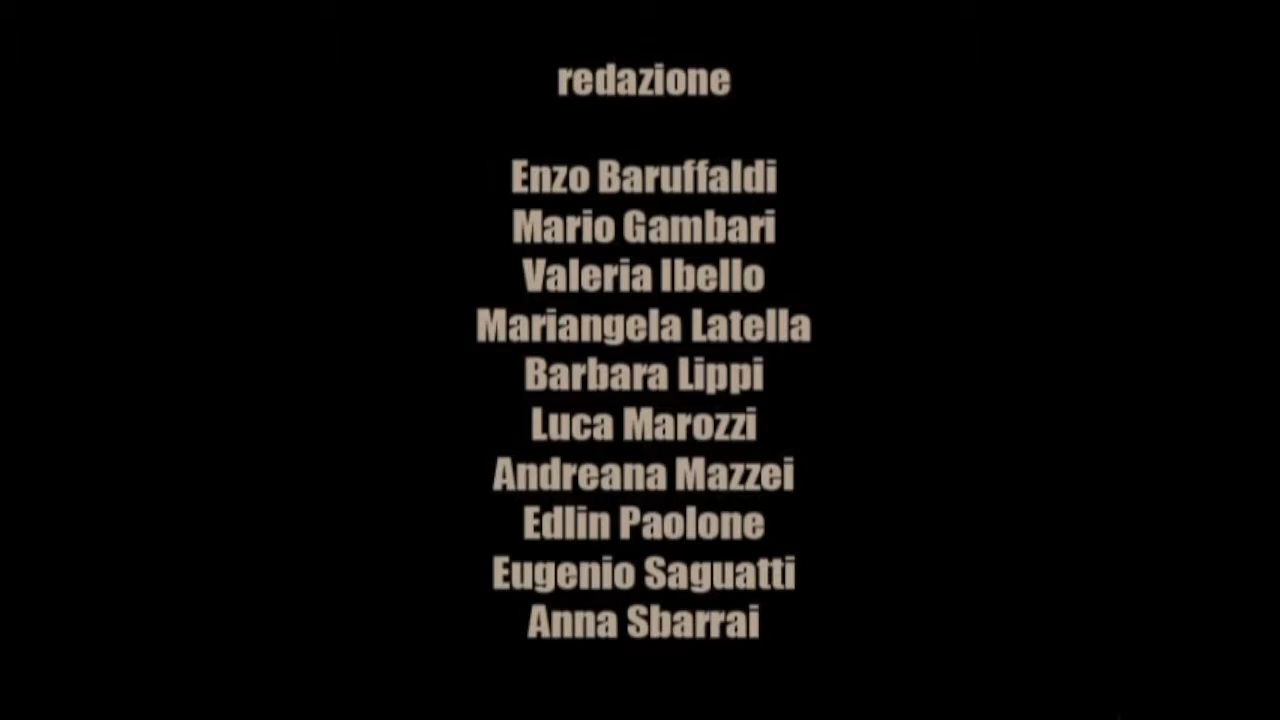 redazione
Enzo Baruffaldi
Mario Gambari
Valeria Ibello
Mariangela Latella
Barbara Lippi
Luca Marozzi
Andreana Mazzei
Edlin Paolone
Eugenio Saguatti
Anna Sbarrai